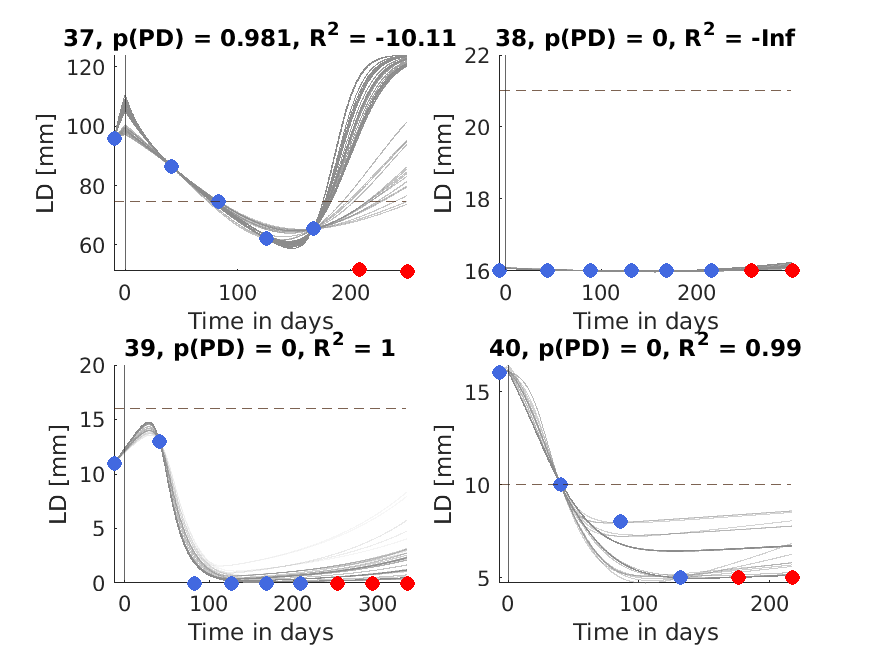 37, p(PD) = 0.981, R² = -10.11
120
100
80
60
LD [mm]
0
100
200
Time in days
38, p(PD) = 0, R² = -Inf
22
20
18
16
LD [mm]
0
100
200
Time in days
39, p(PD) = 0, R² = 1
20
15
10
5
0
LD [mm]
0
100
200
300
Time in days
40, p(PD) = 0, R² = 0.99
15
10
5
LD [mm]
0
100
200
Time in days